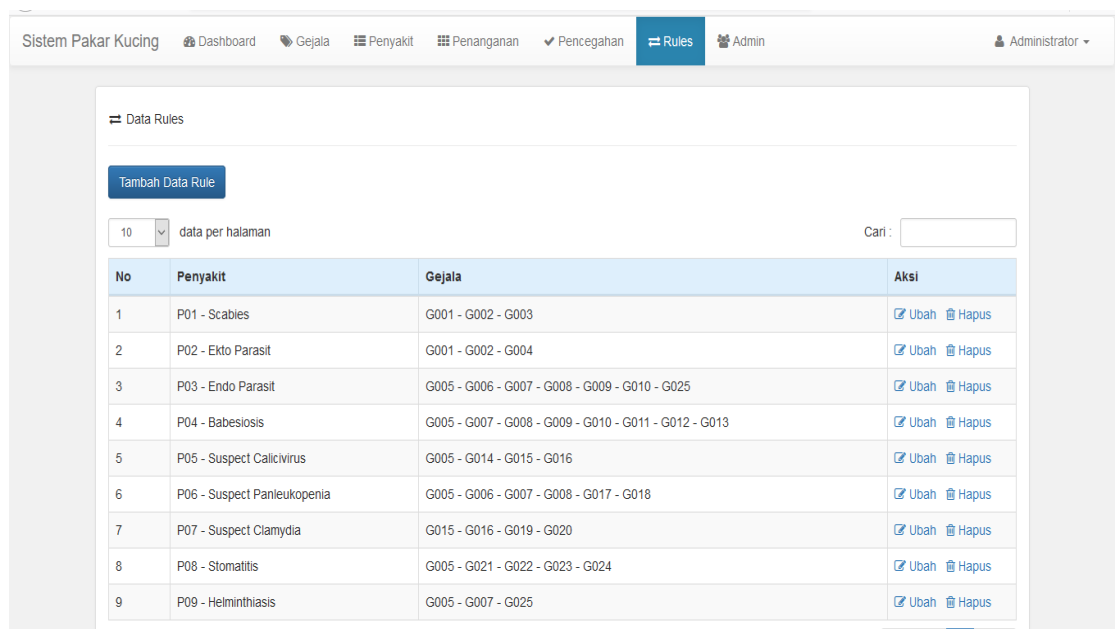 Sistem Pakar Kucing Dashboard Gejala Penyakit Penanganan Pencegahan Rules Admin Administrator
Data Rules
Tambah Data Rule
10 data per halaman Cari :
No Penyakit Gejala Aksi
1 P01 - Scabies G001 - G002 - G003 Ubah Hapus
2 P02 - Ekto Parasit G001 - G002 - G004 Ubah Hapus
3 P03 - Endo Parasit G005 - G006 - G007 - G008 - G009 - G010 - G025 Ubah Hapus
4 P04 - Babesiosis G005 - G007 - G008 - G009 - G010 - G011 - G012 - G013 Ubah Hapus
5 P05 - Suspect Calicivirus G005 - G014 - G015 - G016 Ubah Hapus
6 P06 - Suspect Panleukopenia G005 - G006 - G007 - G008 - G017 - G018 Ubah Hapus
7 P07 - Suspect Clamydia G015 - G016 - G019 - G020 Ubah Hapus
8 P08 - Stomatitis G005 - G021 - G022 - G023 - G024 Ubah Hapus
9 P09 - Helminthiasis G005 - G007 - G025 Ubah Hapus